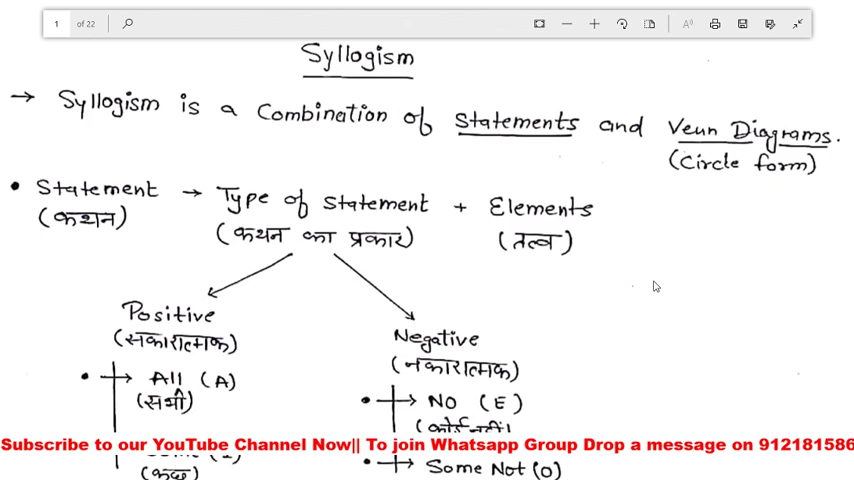 1 of 22
Syllogism
→ Syllogism is a Combination of Statements and Venn Diagrams.
(Circle form)
• Statement → Type of Statement + Elements
(कथन) (कथन का प्रकार) (तत्व)
Positive
(सकारात्मक)
Negative
(नकारात्मक)
• → All (A)
(सभी)
• → NO (E)
(कोई नहीं)
Subscribe to our YouTube Channel Now|| To join Whatsapp Group Drop a message on 912181586
(कुछ)
• → Some Not (O)